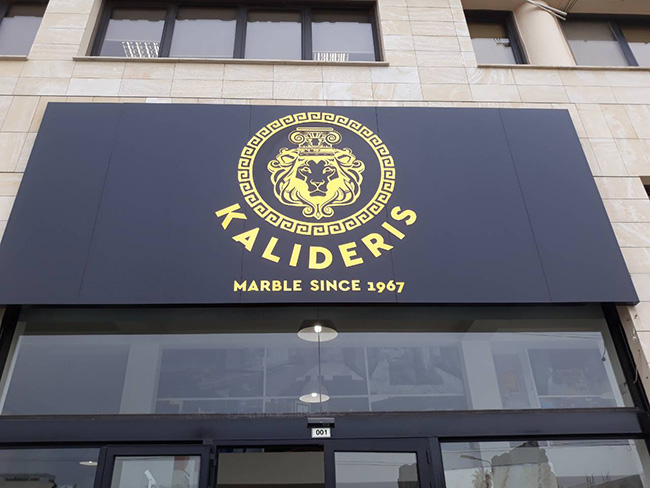 KALIDERIS
MARBLE SINCE 1967
001